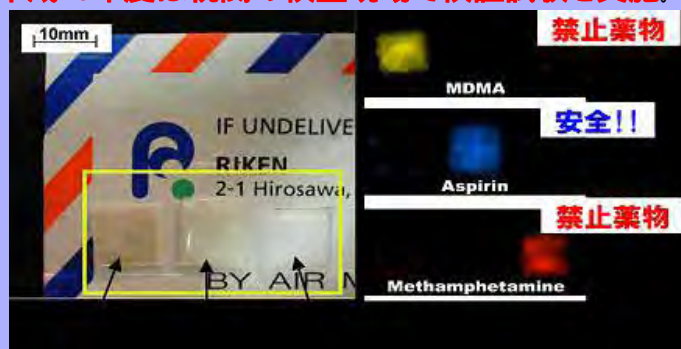 10mm
IF UNDELIVE
RIKEN
2-1 Hirosawa,
BY AIR M
禁止薬物
MDMA
安全!!
Aspirin
禁止薬物
Methamphetamine